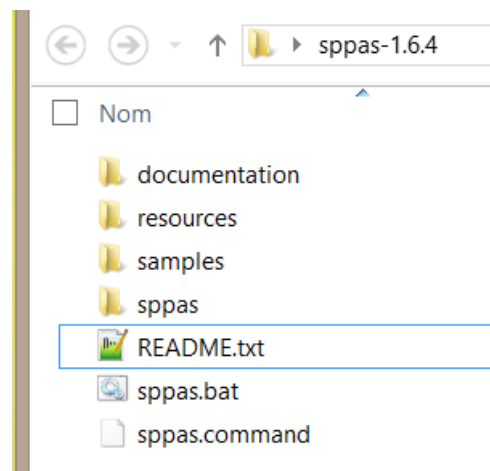 sppas-1.6.4
Nom
documentation
resources
samples
sppas
README.txt
sppas.bat
sppas.command